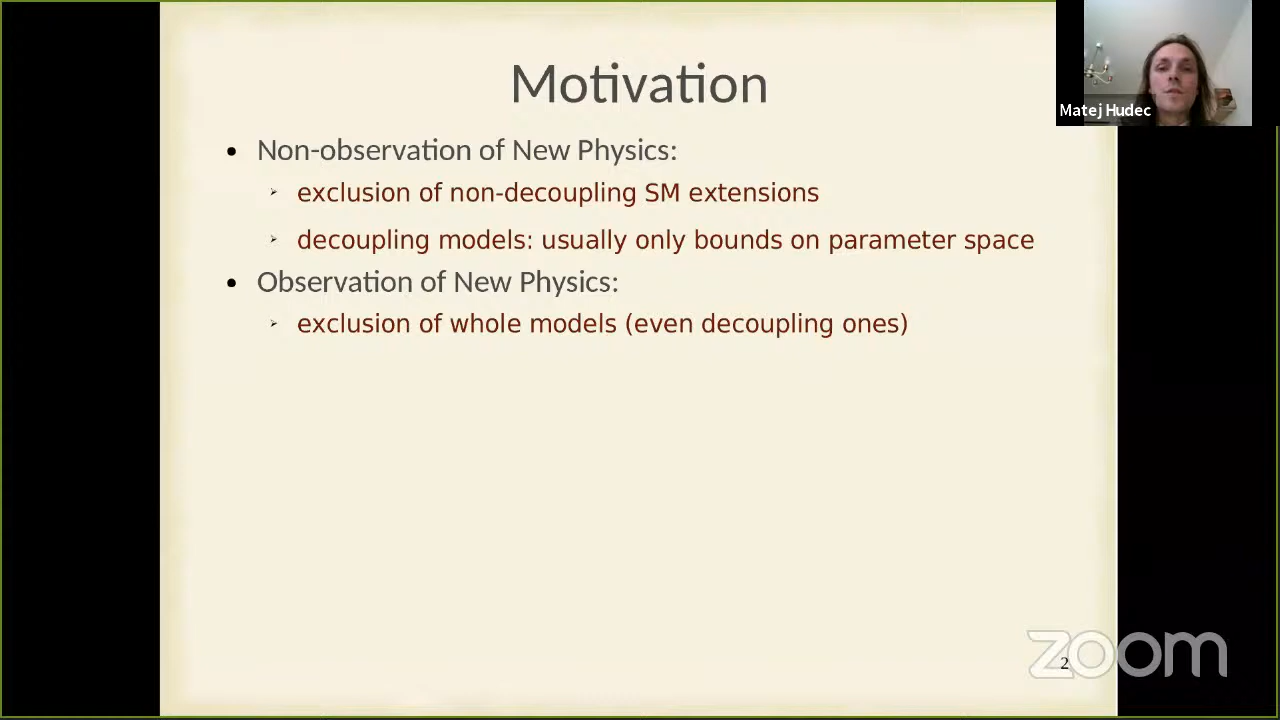 Motivation
Matej Hudec
• Non-observation of New Physics:
➢ exclusion of non-decoupling SM extensions
➢ decoupling models: usually only bounds on parameter space
• Observation of New Physics:
➢ exclusion of whole models (even decoupling ones)
2
zoom